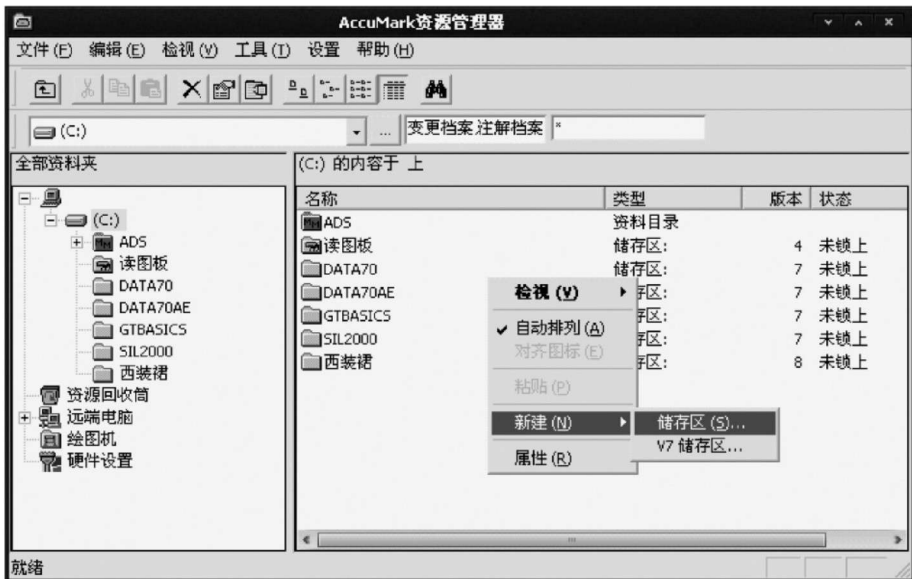 AccuMark资源管理器
文件(F) 编辑(E) 检视(V) 工具(I) 设置 帮助(H)
(C:) ... 变更档案,注解档案 *
全部资料夹
(C:) 的内容于 上
(C:)
ADS
读图板
DATA70
DATA70AE
GTBASICS
SIL2000
西装裙
资源回收筒
远端电脑
绘图机
硬件设置
名称 类型 版本 状态
ADS 资料目录
读图板 储存区: 4 未锁上
DATA70 储存区: 7 未锁上
DATA70AE 存区: 7 未锁上
GTBASICS 区: 7 未锁上
SIL2000 区: 7 未锁上
西装裙 区: 8 未锁上
检视(V)
自动排列(A)
对齐图标(E)
粘贴(P)
新建(N)
属性(R)
储存区(S)...
V7 储存区...
就绪